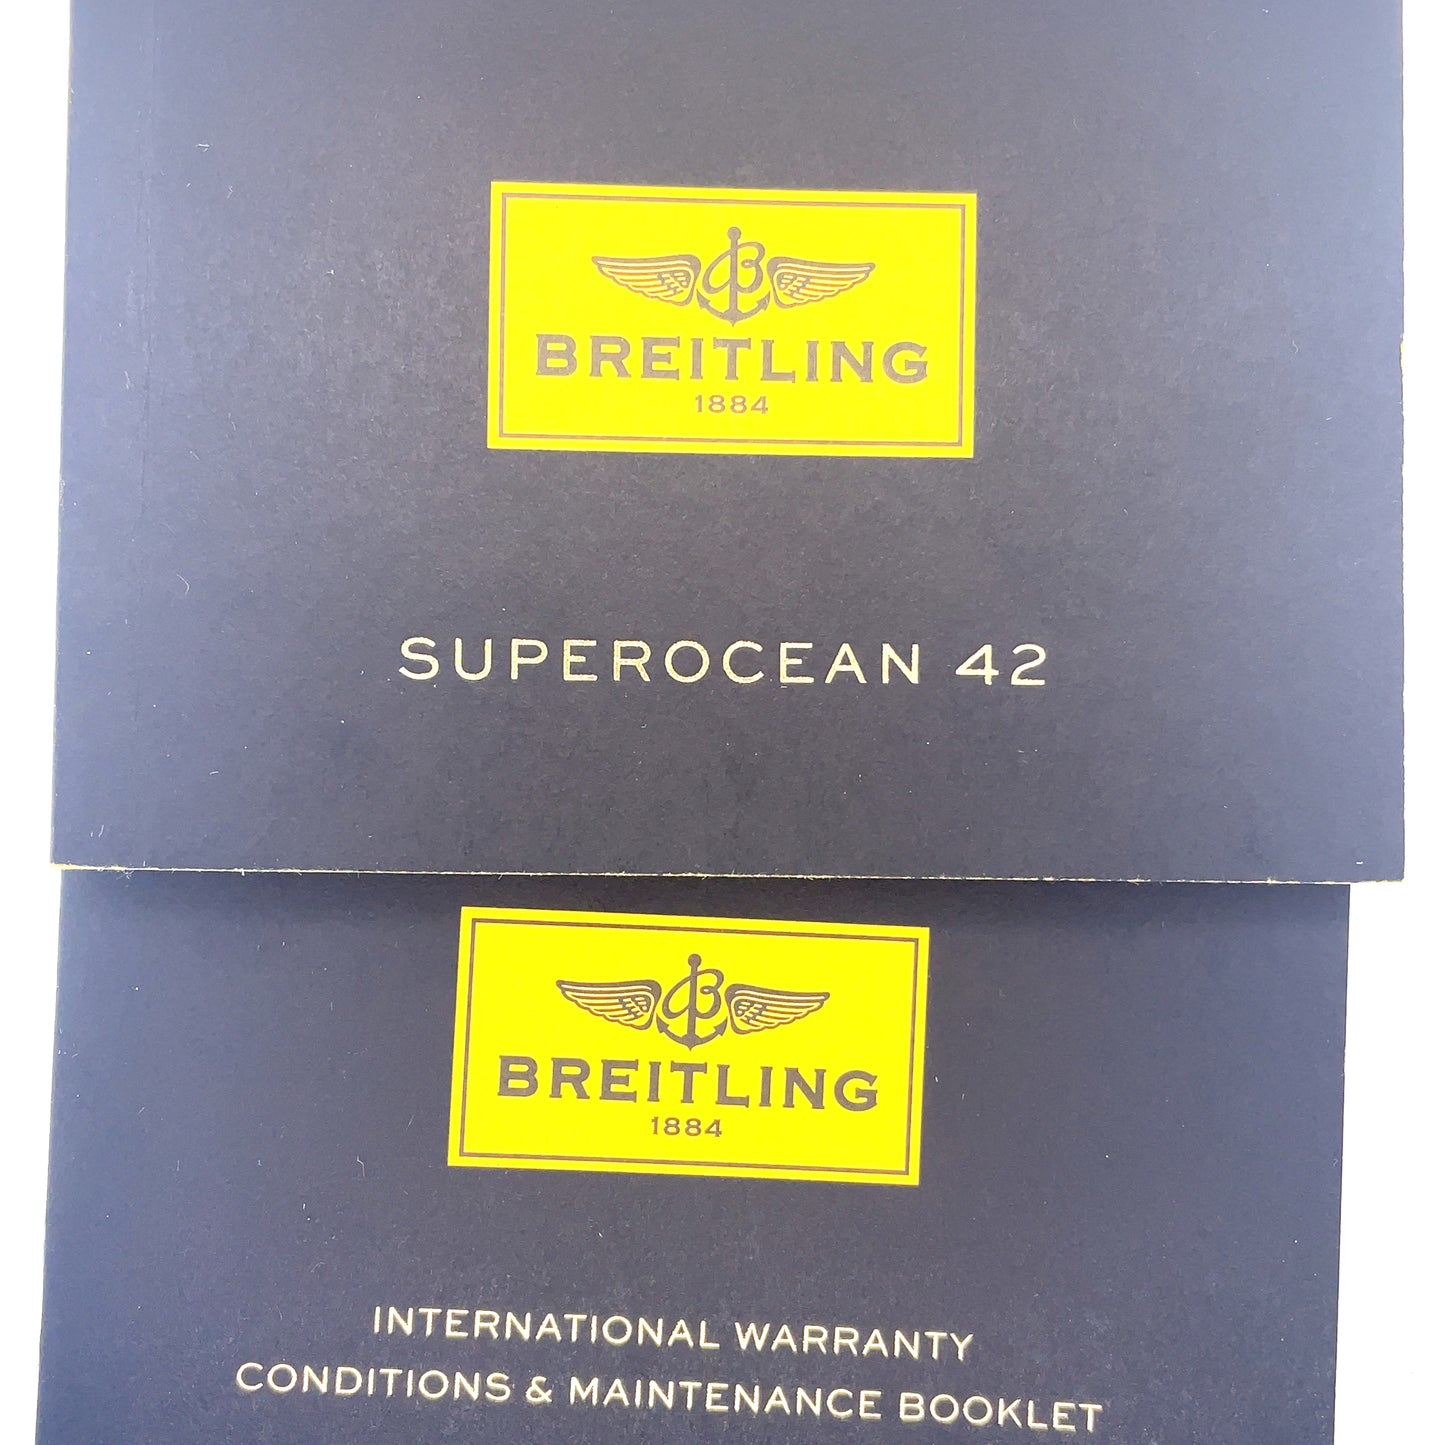 BREITLING
1884
SUPEROCEAN 42
BREITLING
1884
INTERNATIONAL WARRANTY
CONDITIONS & MAINTENANCE BOOKLET